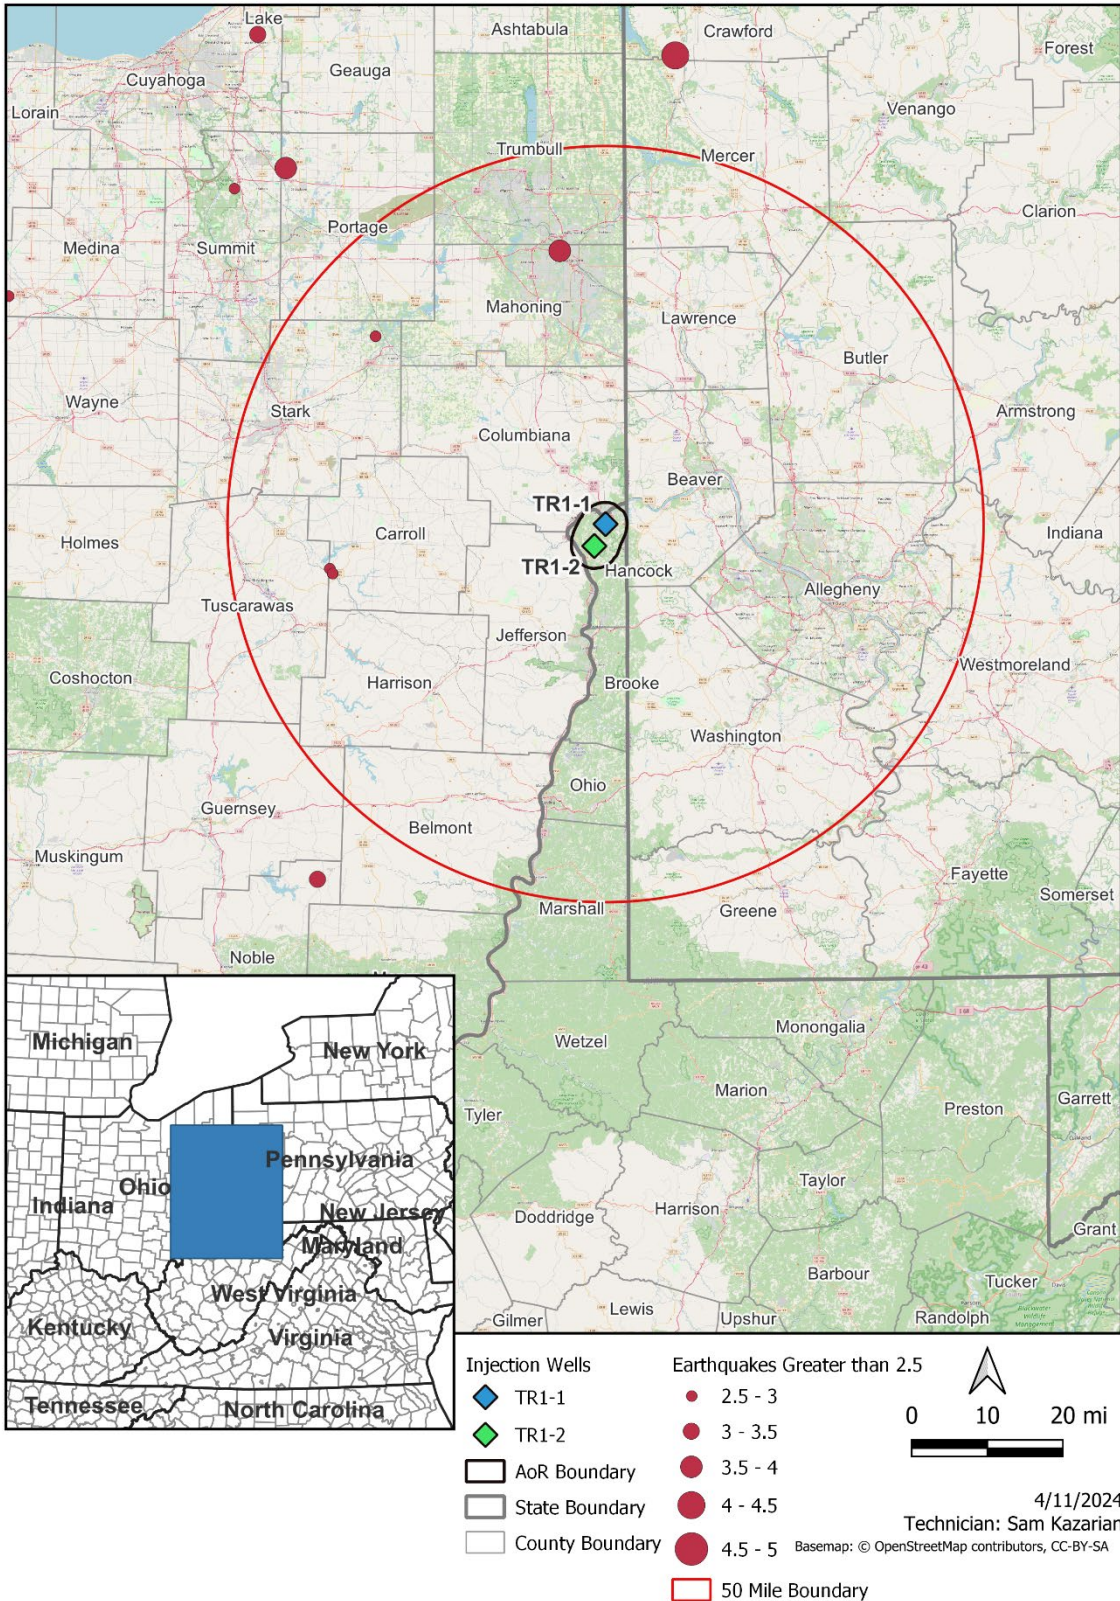 Lake
Ashtabula
Crawford
Forest
Cuyahoga
Geauga
Lorain
Venango
Trumbull
Mercer
Clarion
Portage
Medina
Summit
Mahoning
Lawrence
Butler
Wayne
Stark
Armstrong
Columbiana
Beaver
TR1-1
Holmes
Carroll
Indiana
TR1-2
Hancock
Allegheny
Tuscarawas
Jefferson
Westmoreland
Coshocton
Harrison
Brooke
Washington
Ohio
Guernsey
Belmont
Muskingum
Fayette
Somerset
Marshall
Greene
Noble
Monongalia
Wetzel
Marion
Tyler
Preston
Garrett
Taylor
Doddridge
Harrison
Grant
Barbour
Tucker
Gilmer
Lewis
Upshur
Randolph
Michigan
New York
Pennsylvania
Ohio
Indiana
New Jersey
Maryland
West Virginia
Kentucky
Virginia
Tennessee
North Carolina
Injection Wells
TR1-1
TR1-2
AoR Boundary
State Boundary
County Boundary
Earthquakes Greater than 2.5
2.5 - 3
3 - 3.5
3.5 - 4
4 - 4.5
4.5 - 5
50 Mile Boundary
0 10 20 mi
4/11/2024
Technician: Sam Kazarian
Basemap: © OpenStreetMap contributors, CC-BY-SA